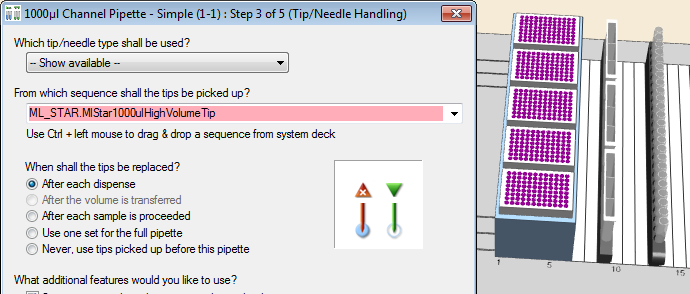 1000µl Channel Pipette - Simple (1-1) : Step 3 of 5 (Tip/Needle Handling)
Which tip/needle type shall be used?
-- Show available --
From which sequence shall the tips be picked up?
ML_STAR.MlStar1000ulHighVolumeTip
Use Ctrl + left mouse to drag & drop a sequence from system deck
When shall the tips be replaced?
After each dispense
After the volume is transferred
After each sample is proceeded
Use one set for the full pipette
Never, use tips picked up before this pipette
What additional features would you like to use?
1 5 10 15